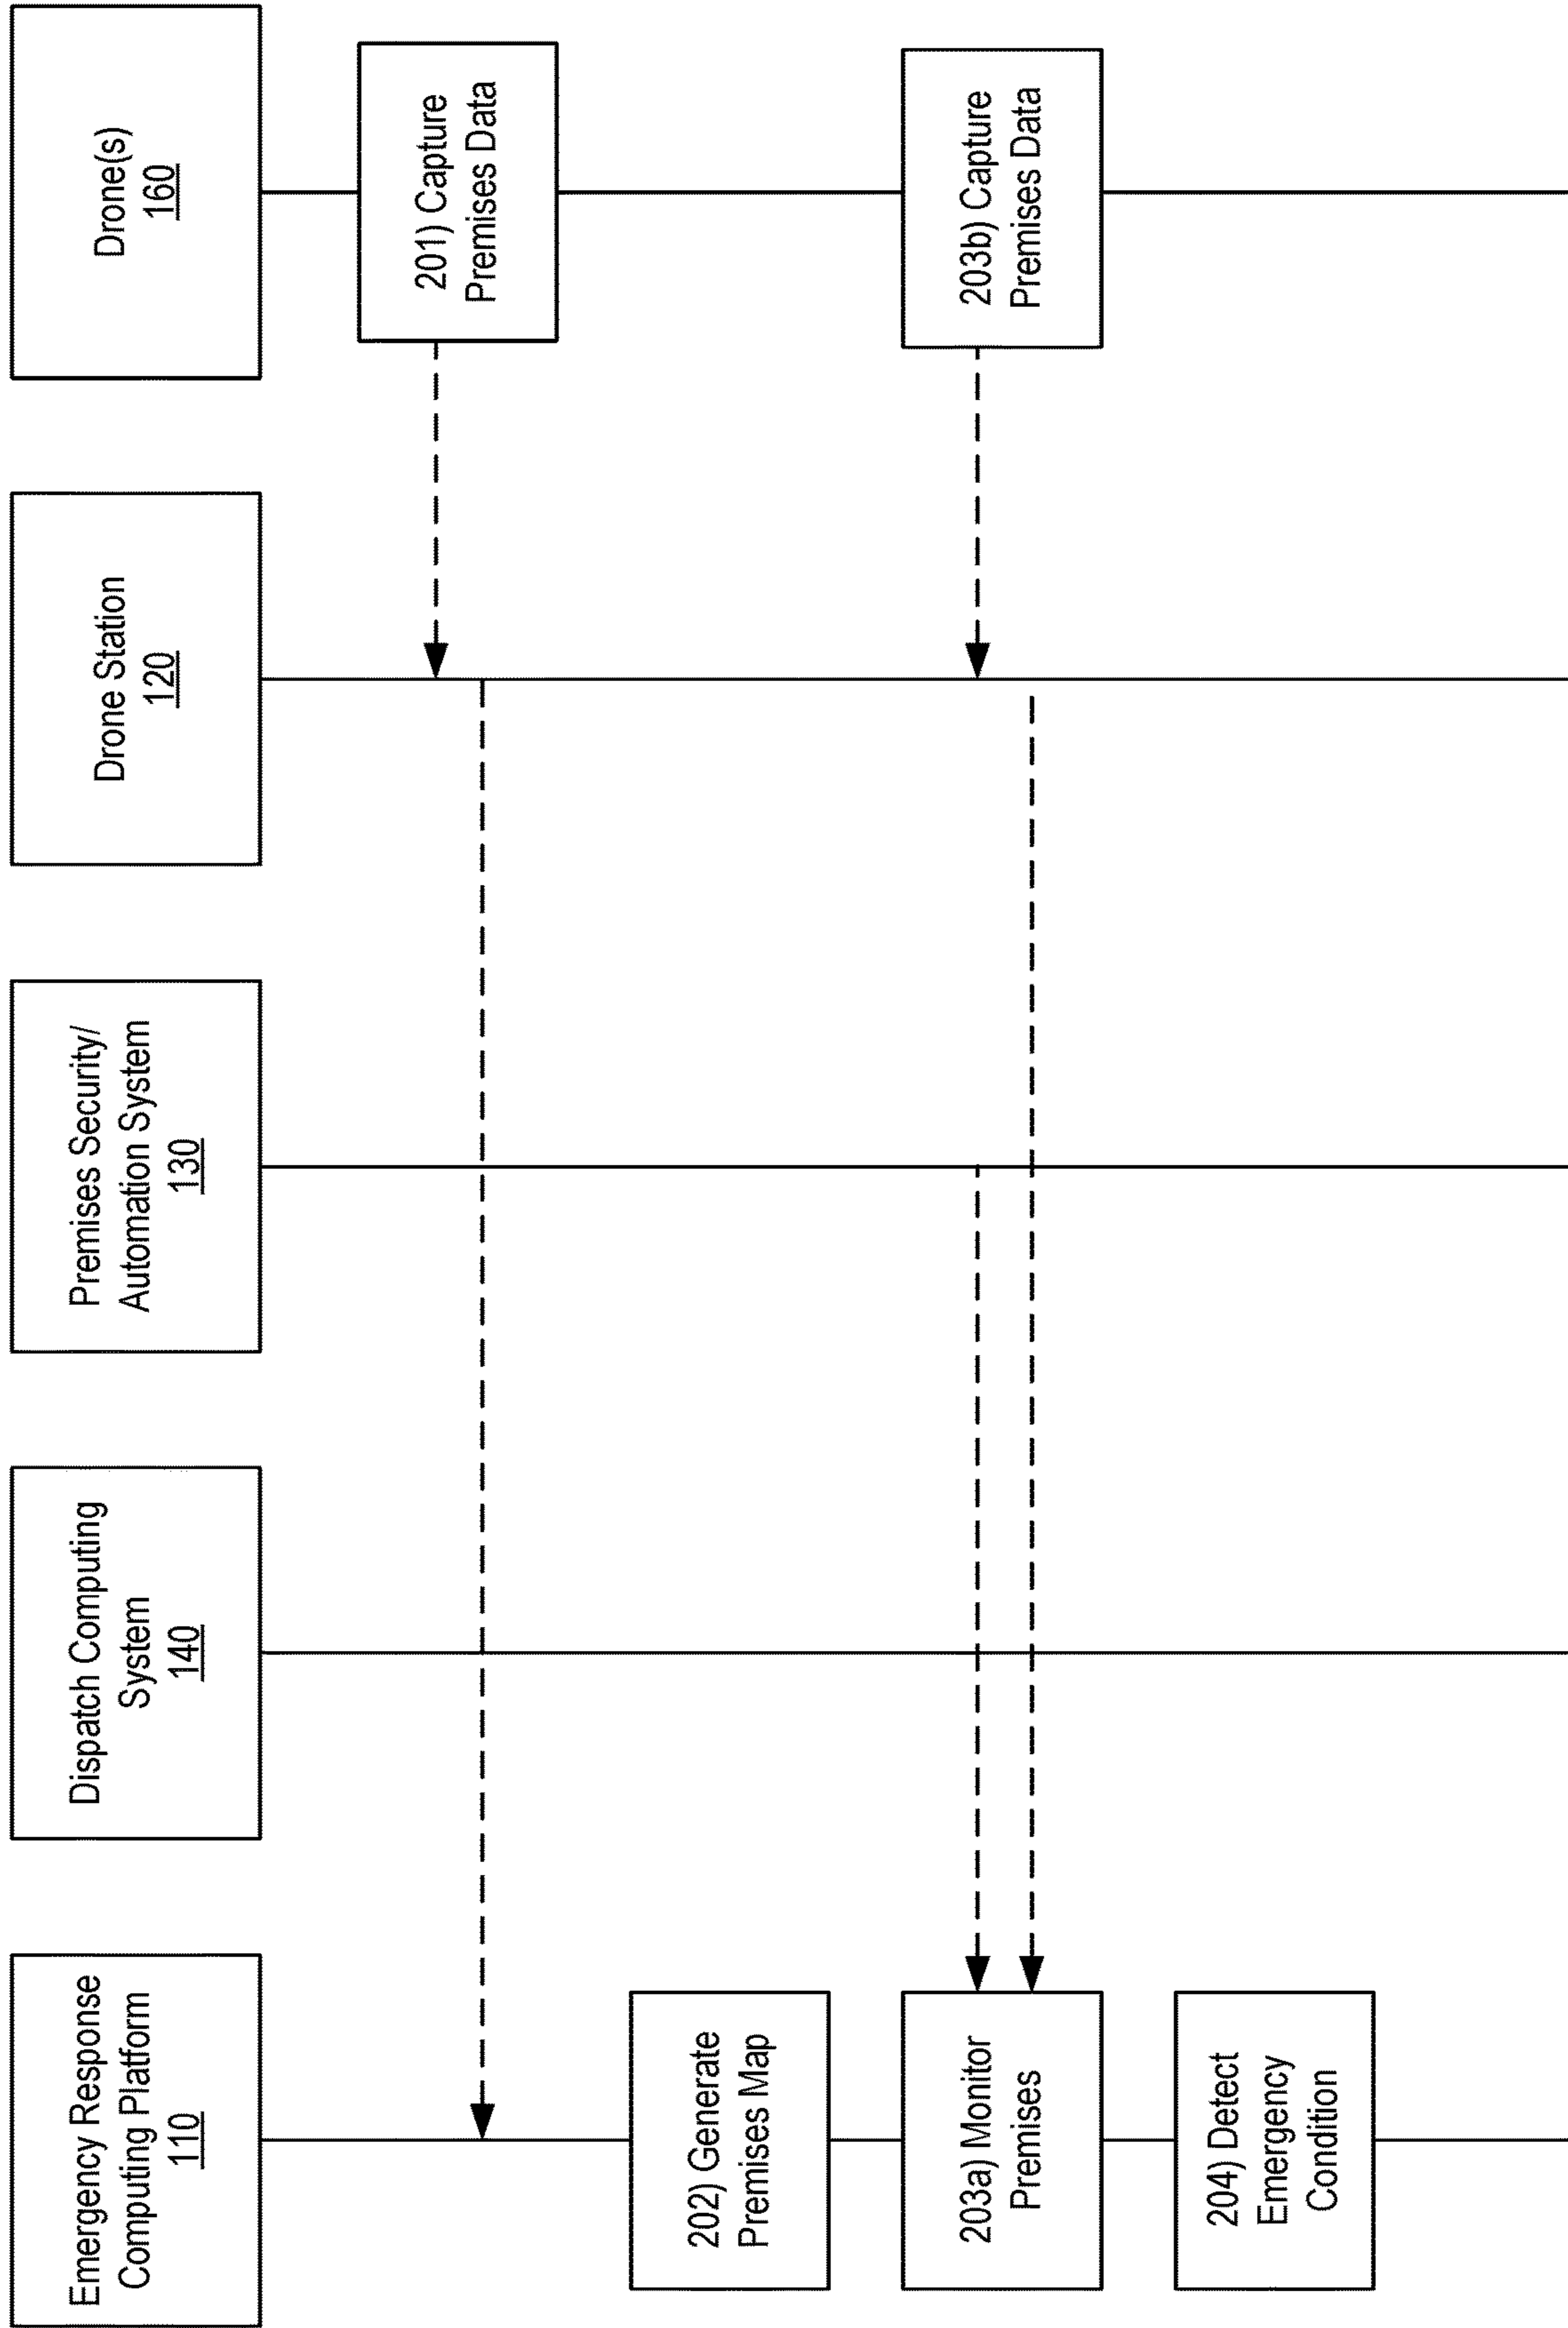 Emergency Response
Computing Platform
110
Dispatch Computing
System
140
Premises Security/
Automation System
130
Drone Station
120
Drone(s)
160
201) Capture
Premises Data
202) Generate
Premises Map
203a) Monitor
Premises
203b) Capture
Premises Data
204) Detect
Emergency
Condition